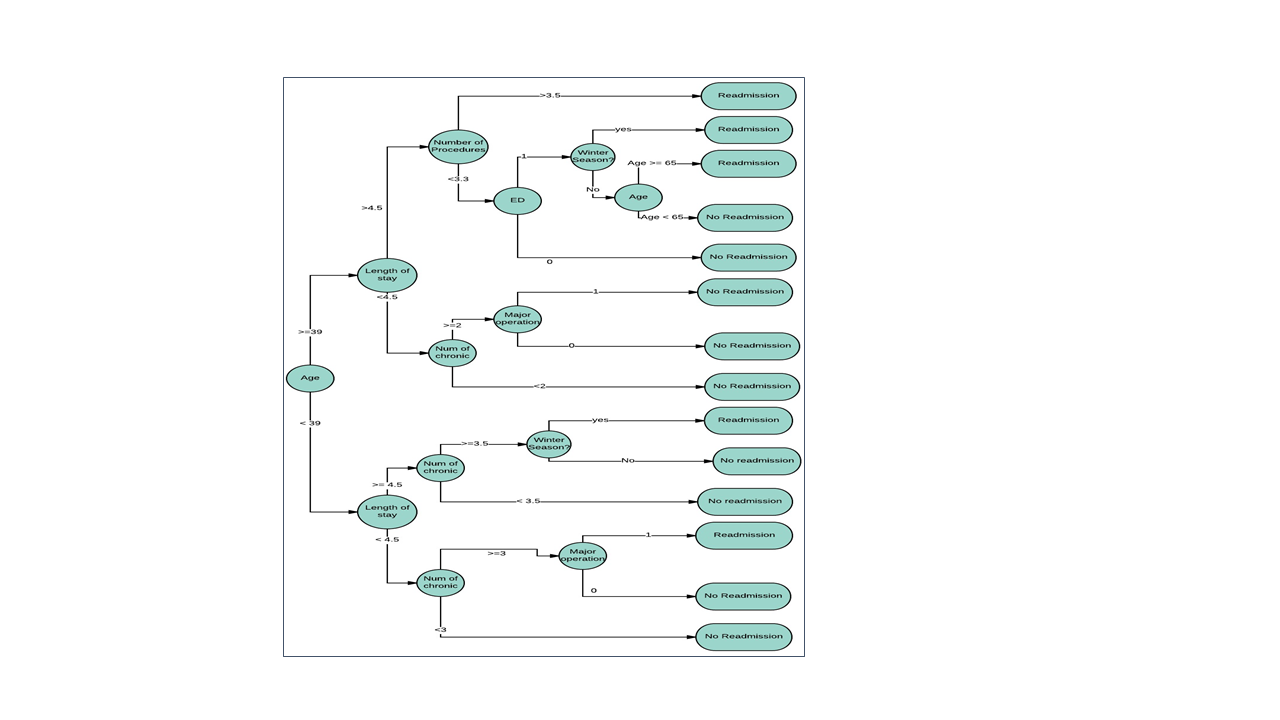 >3.5
Readmission
Number of
Procedures
yes
Readmission
1
Winter
Season?
Age >= 65
Readmission
<3.3
No
Age
ED
>4.5
Age < 65
No Readmission
0
No Readmission
Length of
stay
<4.5
1
No Readmission
Major
operation
>=2
>=39
0
No Readmission
Num of
chronic
Age
<2
No Readmission
< 39
yes
Readmission
>=3.5
Winter
Season?
No
No readmission
Num of
chronic
>= 4.5
< 3.5
No readmission
Length of
stay
< 4.5
1
Readmission
>=3
Major
operation
Num of
chronic
0
No Readmission
<3
No Readmission